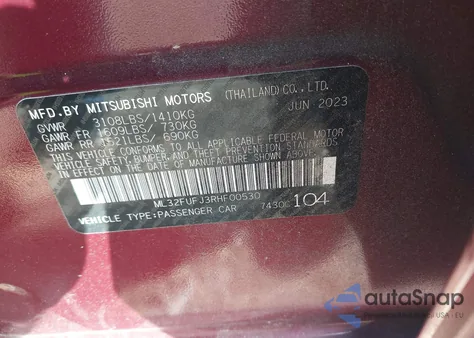 MFD.BY MITSUBISHI MOTORS (THAILAND) CO., LTD.
JUN 2023
GVWR 3108LBS/1410KG
GAWR FR 1609LBS/ 730KG
GAWR RR 1521LBS/ 690KG
THIS VEHICLE CONFORMS TO ALL APPLICABLE FEDERAL MOTOR
VEHICLE SAFETY, BUMPER, AND THEFT PREVENTION STANDARDS
IN EFFECT ON THE DATE OF MANUFACTURE SHOWN ABOVE.
ML32FUFJ3RHF00530
VEHICLE TYPE:PASSENGER CAR 7430C 104
autoSnap